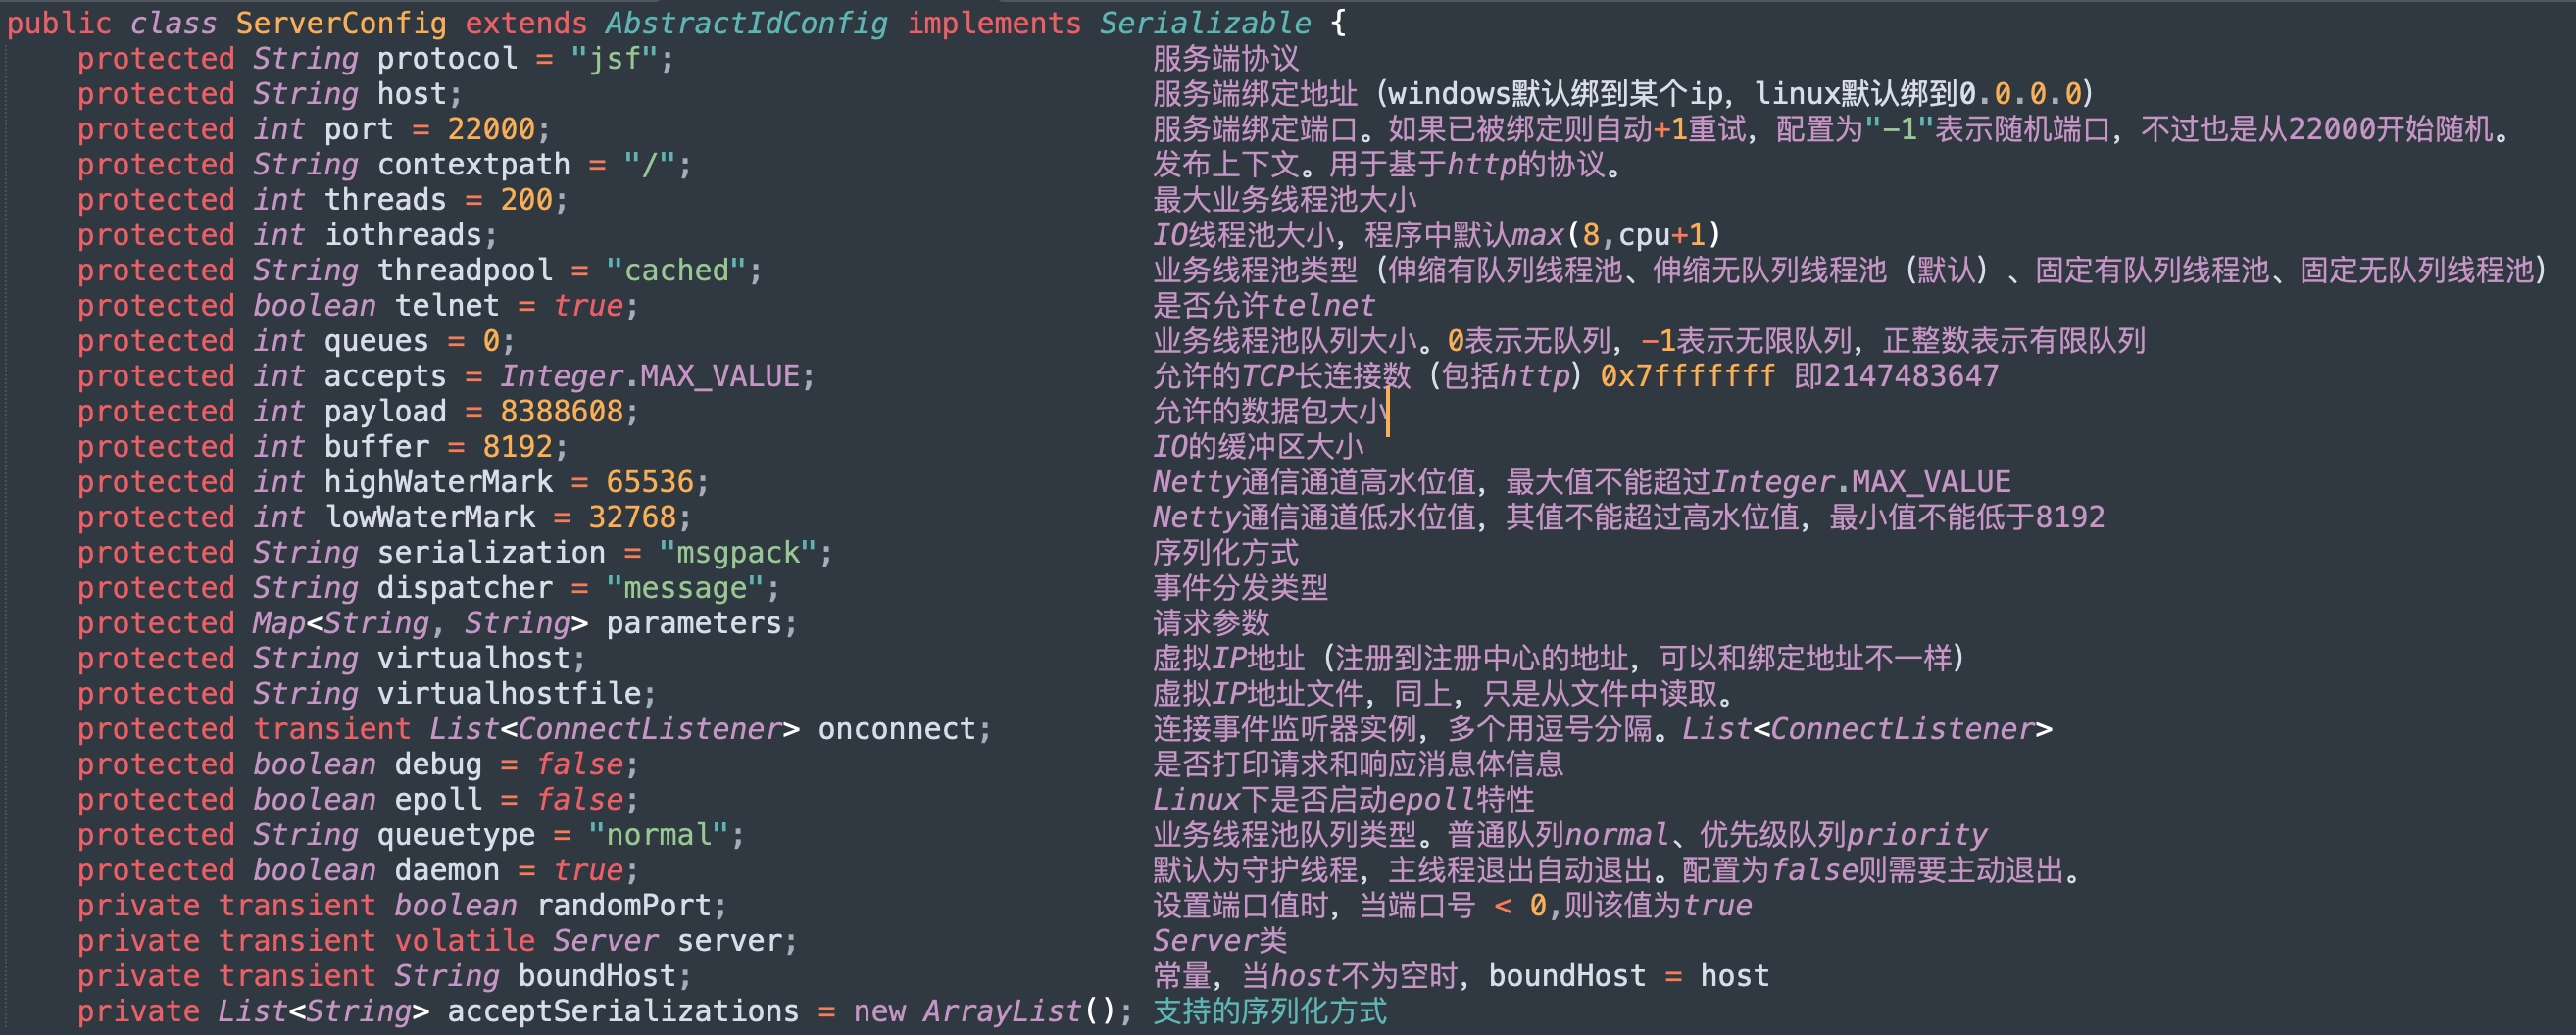 public class ServerConfig extends AbstractIdConfig implements Serializable {
    protected String protocol = "jsf"; 服务端协议
    protected String host; 服务端绑定地址（windows默认绑到某个ip，linux默认绑到0.0.0.0）
    protected int port = 22000; 服务端绑定端口。如果已被绑定则自动+1重试，配置为"-1"表示随机端口，不过也是从22000开始随机。
    protected String contextpath = "/"; 发布上下文。用于基于http的协议。
    protected int threads = 200; 最大业务线程池大小
    protected int iothreads; IO线程池大小，程序中默认max(8,cpu+1)
    protected String threadpool = "cached"; 业务线程池类型（伸缩有队列线程池、伸缩无队列线程池（默认）、固定有队列线程池、固定无队列线程池）
    protected boolean telnet = true; 是否允许telnet
    protected int queues = 0; 业务线程池队列大小。0表示无队列，-1表示无限队列，正整数表示有限队列
    protected int accepts = Integer.MAX_VALUE; 允许的TCP长连接数（包括http）0x7fffffff 即2147483647
    protected int payload = 8388608; 允许的数据包大小
    protected int buffer = 8192; IO的缓冲区大小
    protected int highWaterMark = 65536; Netty通信通道高水位值，最大值不能超过Integer.MAX_VALUE
    protected int lowWaterMark = 32768; Netty通信通道低水位值，其值不能超过高水位值，最小值不能低于8192
    protected String serialization = "msgpack"; 序列化方式
    protected String dispatcher = "message"; 事件分发类型
    protected Map<String, String> parameters; 请求参数
    protected String virtualhost; 虚拟IP地址（注册到注册中心的地址，可以和绑定地址不一样）
    protected String virtualhostfile; 虚拟IP地址文件，同上，只是从文件中读取。
    protected transient List<ConnectListener> onconnect; 连接事件监听器实例，多个用逗号分隔。List<ConnectListener>
    protected boolean debug = false; 是否打印请求和响应消息体信息
    protected boolean epoll = false; Linux下是否启动epoll特性
    protected String queuetype = "normal"; 业务线程池队列类型。普通队列normal、优先级队列priority
    protected boolean daemon = true; 默认为守护线程，主线程退出自动退出。配置为false则需要主动退出。
    private transient boolean randomPort; 设置端口值时，当端口号 < 0,则该值为true
    private transient volatile Server server; Server类
    private transient String boundHost; 常量，当host不为空时，boundHost = host
    private List<String> acceptSerializations = new ArrayList(); 支持的序列化方式